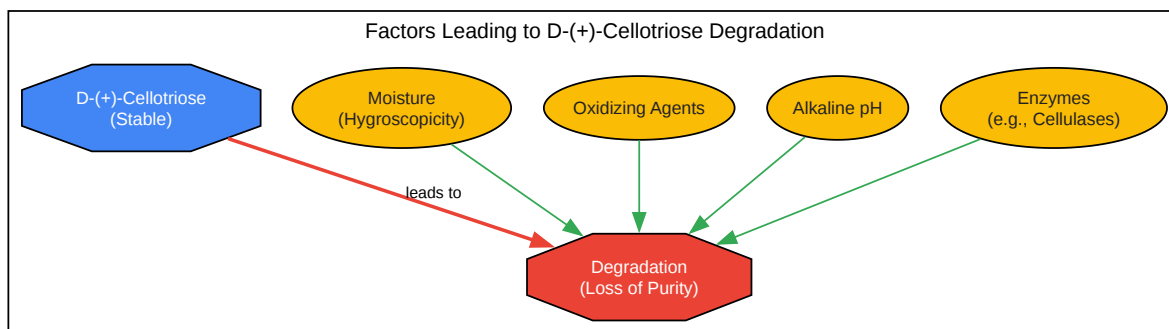 Factors Leading to D-(+)-Cellotriose Degradation
D-(+)-Cellotriose
(Stable)
Moisture
(Hygroscopicity)
Oxidizing Agents
Alkaline pH
Enzymes
(e.g., Cellulases)
leads to
Degradation
(Loss of Purity)